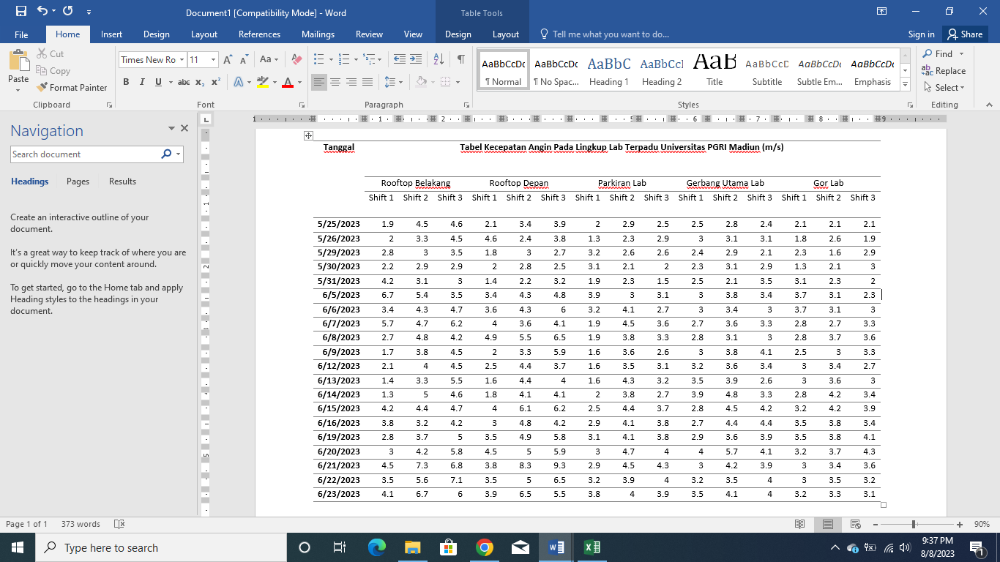 Document1 [Compatibility Mode] - Word
Table Tools
File Home Insert Design Layout References Mailings Review View Design Layout Tell me what you want to do... Sign in Share
Paste
Cut
Copy
Format Painter
Clipboard
Times New Ro 11
Aa
B I U abc x₂ x²
A A
Font
Paragraph
AaBbCcDc AaBbCcDc AaBbC AaBbCcI AaB AaBbCcD AaBbCcDc AaBbCcDc
¶ Normal ¶ No Spac... Heading 1 Heading 2 Title Subtitle Subtle Em... Emphasis
Styles
Find
Replace
Select
Editing
Navigation
Search document
Headings Pages Results
Create an interactive outline of your
document.
It's a great way to keep track of where you are
or quickly move your content around.
To get started, go to the Home tab and apply
Heading styles to the headings in your
document.
Tanggal Tabel Kecepatan Angin Pada Lingkup Lab Terpadu Universitas PGRI Madiun (m/s)
Rooftop Belakang Rooftop Depan Parkiran Lab Gerbang Utama Lab Gor Lab
Shift 1 Shift 2 Shift 3 Shift 1 Shift 2 Shift 3 Shift 1 Shift 2 Shift 3 Shift 1 Shift 2 Shift 3 Shift 1 Shift 2 Shift 3
5/25/2023 1.9 4.5 4.6 2.1 3.4 3.9 2 2.9 2.5 2.5 2.8 2.4 2.1 2.1 2.1
5/26/2023 2 3.3 4.5 4.6 2.4 3.8 1.3 2.3 2.9 3 3.1 3.1 1.8 2.6 1.9
5/29/2023 2.8 3 3.5 1.8 3 2.7 3.2 2.6 2.6 2.4 2.9 2.1 2.3 1.6 2.9
5/30/2023 2.2 2.9 2.9 2 2.8 2.5 3.1 2.1 2 2.3 3.1 2.9 1.3 2.1 3
5/31/2023 4.2 3.1 3 1.4 2.2 3.2 1.9 2.3 1.5 2.5 2.1 3.5 3.1 2.3 2
6/5/2023 6.7 5.4 3.5 3.4 4.3 4.8 3.9 3 3.1 3 3.8 3.4 3.7 3.1 2.3
6/6/2023 3.4 4.3 4.7 3.6 4.3 6 3.2 4.1 2.7 3 3.4 3 3.7 3.1 3
6/7/2023 5.7 4.7 6.2 4 3.6 4.1 1.9 4.5 3.6 2.7 3.6 3.3 2.8 2.7 3.3
6/8/2023 2.7 4.8 4.2 4.9 5.5 6.5 1.9 3.8 3.3 2.8 3.1 3 2.8 3.7 3.6
6/9/2023 1.7 3.8 4.5 2 3.3 5.9 1.6 3.6 2.6 3 3.8 4.1 2.5 3 3.3
6/12/2023 2.1 4 4.5 2.5 4.4 3.7 1.6 3.5 3.1 3.2 3.6 3.4 3 3.4 2.7
6/13/2023 1.4 3.3 5.5 1.6 4.4 4 1.6 4.3 3.2 3.5 3.9 2.6 3 3.6 3
6/14/2023 1.3 5 4.6 1.8 4.1 4.1 2 3.8 2.7 3.9 4.8 3.3 2.8 4.2 3.4
6/15/2023 4.2 4.4 4.7 4 6.1 6.2 2.5 4.4 3.7 2.8 4.5 4.2 3.2 4.2 3.9
6/16/2023 3.8 3.2 4.2 3 4.8 4.2 2.9 4.1 3.8 2.7 4.4 4.4 3.5 3.8 3.4
6/19/2023 2.8 3.7 5 3.5 4.9 5.8 3.1 4.1 3.8 2.9 3.6 3.9 3.5 3.8 4.1
6/20/2023 3 4.2 5.8 4.5 5 5.9 3 4.7 4 4 5.7 4.1 3.2 3.7 4.3
6/21/2023 4.5 7.3 6.8 3.8 8.3 9.3 2.9 4.5 4.3 3 4.2 3.9 3 3.4 3.6
6/22/2023 3.5 5.6 7.1 3.5 5 6.5 3.2 3.9 4 3.2 3.5 4 3 3.5 3.2
6/23/2023 4.1 6.7 6 3.9 6.5 5.5 3.8 4 3.9 3.5 4.1 4 3.2 3.3 3.1
Page 1 of 1 373 words 90%
Type here to search
9:37 PM
8/8/2023